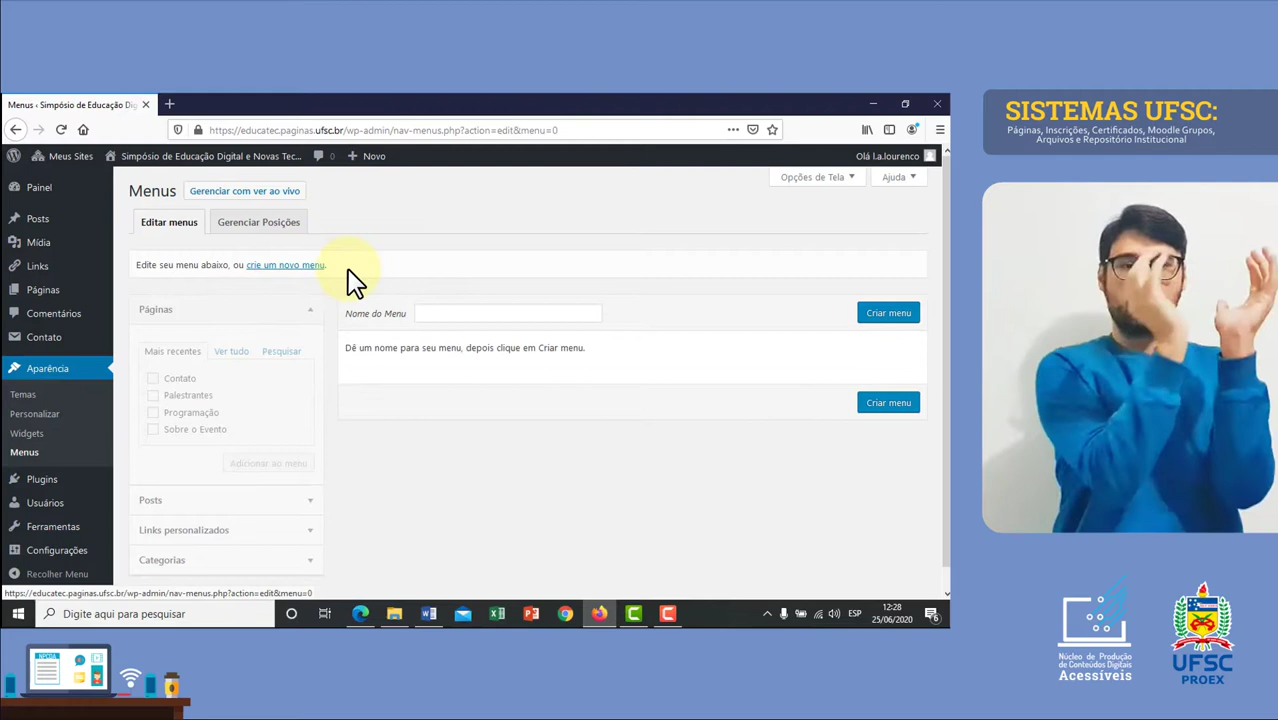 Menus ‹ Simpósio de Educação Dig
https://educatec.paginas.ufsc.br/wp-admin/nav-menus.php?action=edit&menu=0
Meus Sites
Simpósio de Educação Digital e Novas Tec...
0
Novo
Olá l.a.lourenco
Painel
Posts
Mídia
Links
Páginas
Comentários
Contato
Aparência
Temas
Personalizar
Widgets
Menus
Plugins
Usuários
Ferramentas
Configurações
Recolher Menu
Menus
Gerenciar com ver ao vivo
Opções de Tela
Ajuda
Editar menus
Gerenciar Posições
Edite seu menu abaixo, ou crie um novo menu.
Páginas
Mais recentes
Ver tudo
Pesquisar
Contato
Palestrantes
Programação
Sobre o Evento
Adicionar ao menu
Posts
Links personalizados
Categorias
Nome do Menu
Criar menu
Dê um nome para seu menu, depois clique em Criar menu.
Criar menu
https://educatec.paginas.ufsc.br/wp-admin/nav-menus.php?action=edit&menu=0
Digite aqui para pesquisar
ESP
12:28
25/06/2020
6
SISTEMAS UFSC:
Páginas, Inscrições, Certificados, Moodle Grupos,
Arquivos e Repositório Institucional
NPCDA
Núcleo de Produção
de Conteúdos Digitais
Acessíveis
UFSC
PROEX